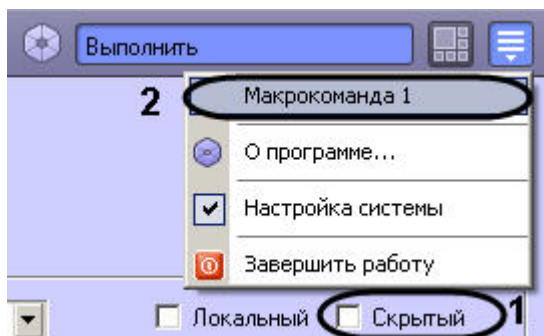 Выполнить
2 Макрокоманда 1
О программе...
Настройка системы
Завершить работу
Локальный Скрытый 1